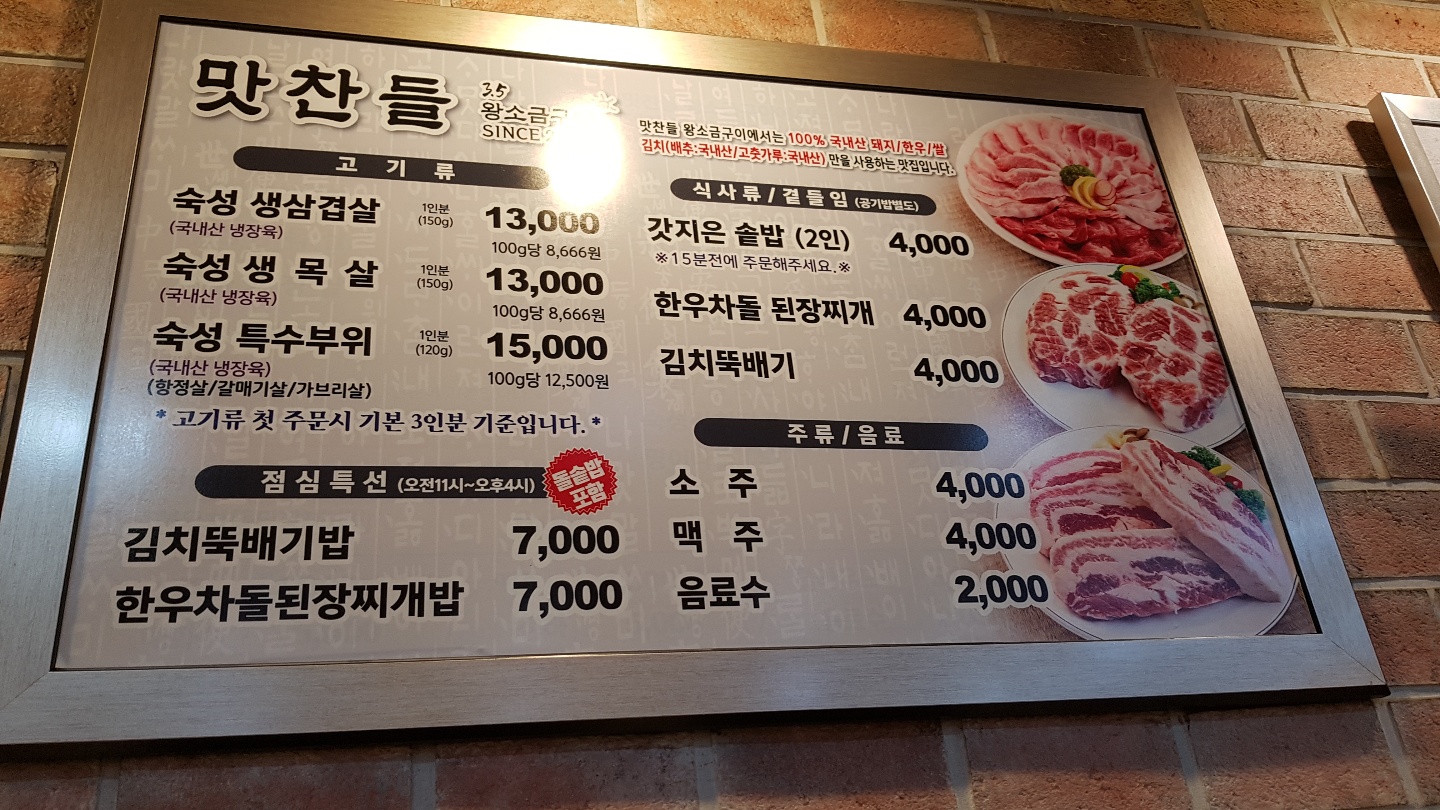 맛찬들
3.5
왕소금구
SINCE
고기류
숙성 생삼겹살 1인분 (150g) 13,000
(국내산 냉장육) 100g당 8,666원
숙성 생 목 살 1인분 (150g) 13,000
(국내산 냉장육) 100g당 8,666원
숙성 특수부위 1인분 (120g) 15,000
(국내산 냉장육) 100g당 12,500원
(항정살/갈매기살/가브리살)
* 고기류 첫 주문시 기본 3인분 기준입니다. *
점심특선 (오전11시~오후4시) 돌솥밥 포함
김치뚝배기밥 7,000
한우차돌된장찌개밥 7,000
맛찬들 왕소금구이에서는 100% 국내산 돼지/한우/쌀
김치(배추:국내산/고춧가루:국내산) 만을 사용하는 맛집입니다.
식사류/곁들임 (공기밥별도)
갓지은 솥밥 (2인) 4,000
※15분전에 주문해주세요.※
한우차돌 된장찌개 4,000
김치뚝배기 4,000
주류/음료
소 주 4,000
맥 주 4,000
음료수 2,000